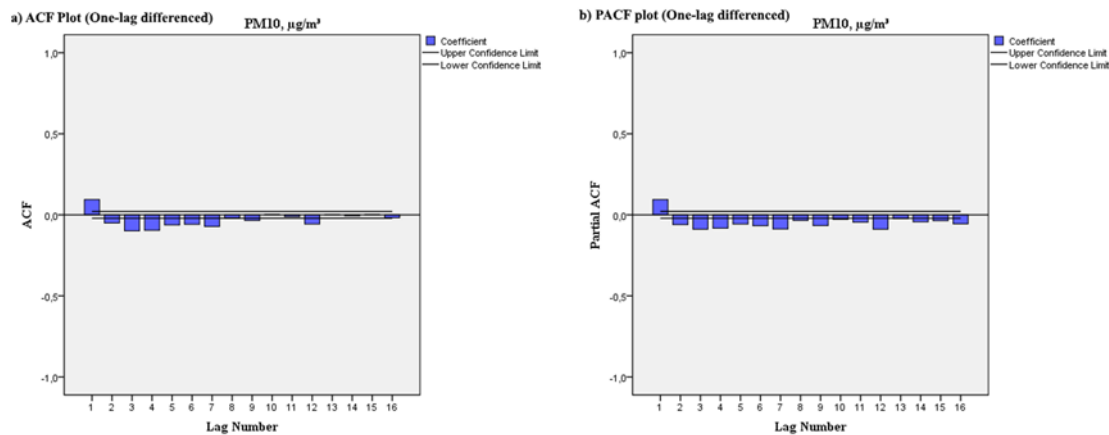 a) ACF Plot (One-lag differenced)
PM10, µg/m³
Coefficient
Upper Confidence Limit
Lower Confidence Limit
1,0
0,5
0,0
-0,5
-1,0
ACF
1 2 3 4 5 6 7 8 9 10 11 12 13 14 15 16
Lag Number
b) PACF plot (One-lag differenced)
PM10, µg/m³
Coefficient
Upper Confidence Limit
Lower Confidence Limit
1,0
0,5
0,0
-0,5
-1,0
Partial ACF
1 2 3 4 5 6 7 8 9 10 11 12 13 14 15 16
Lag Number